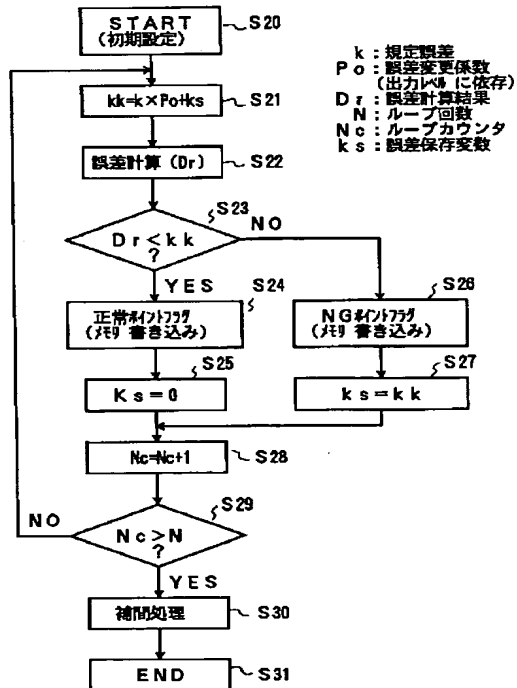 START
(初期設定)
S20
k:規定誤差
Po:誤差変更係数
(出力レベルに依存)
Dr:誤差計算結果
N:ループ回数
Nc:ループカウンタ
ks:誤差保存変数
kk=k×Po+ks
S21
誤差計算 (Dr)
S22
S23
Dr<kk
?
NO
YES
S24
正常ポイントフラグ
(メモリ 書き込み)
S26
NGポイントフラグ
(メモリ 書き込み)
S25
Ks=0
S27
ks=kk
Nc=Nc+1
S28
S29
NO
Nc>N
?
YES
補間処理
S30
END
S31